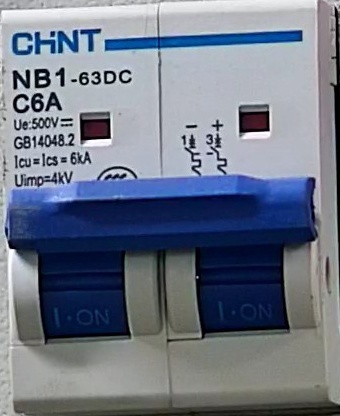 CHNT
NB1-63DC
C6A
Ue:500V⎓
GB14048.2
Icu=Ics=6kA
Uimp=4kV
− +
1 3
I·ON I·ON